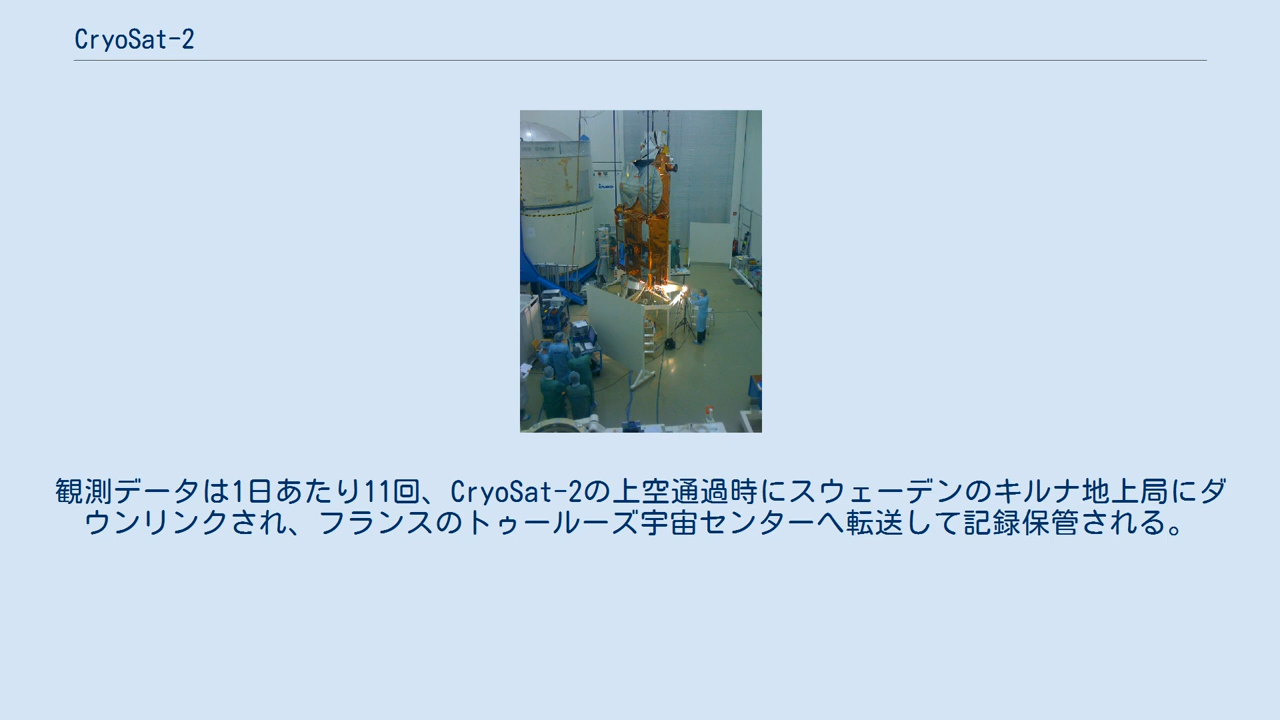 CryoSat-2
観測データは1日あたり11回、CryoSat-2の上空通過時にスウェーデンのキルナ地上局にダ
ウンリンクされ、フランスのトゥールーズ宇宙センターへ転送して記録保管される。